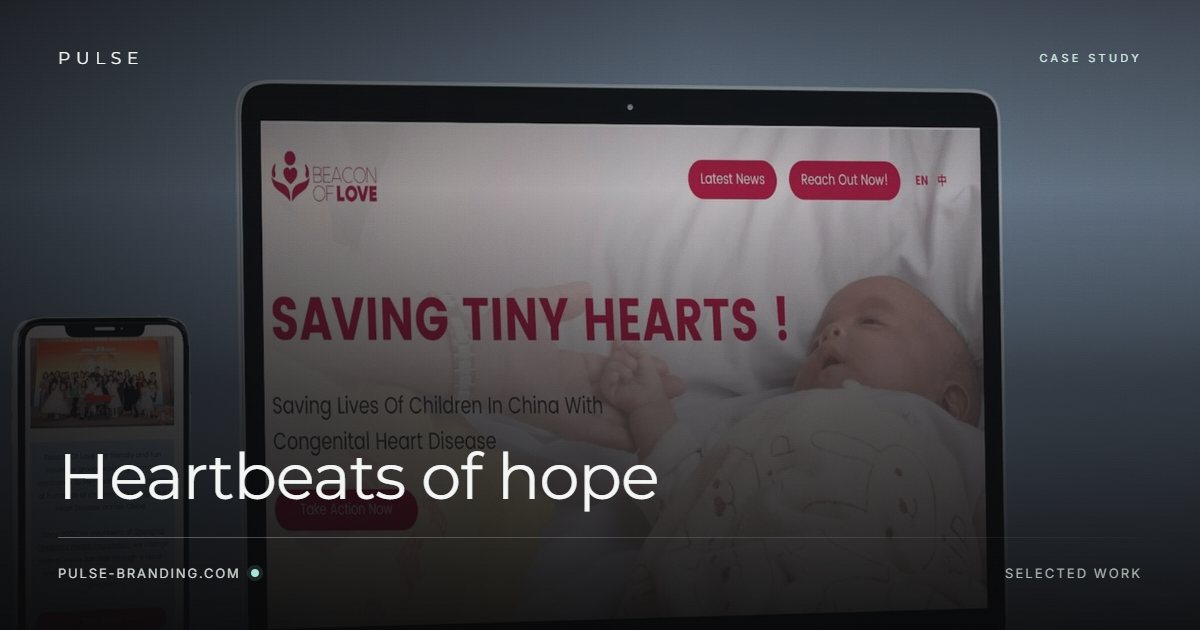 PULSE
CASE STUDY
BEACON
OF LOVE
Latest News
Reach Out Now!
EN 中
SAVING TINY HEARTS !
Saving Lives Of Children In China With
Congenital Heart Disease
Heartbeats of hope
Take Action Now
PULSE-BRANDING.COM
SELECTED WORK